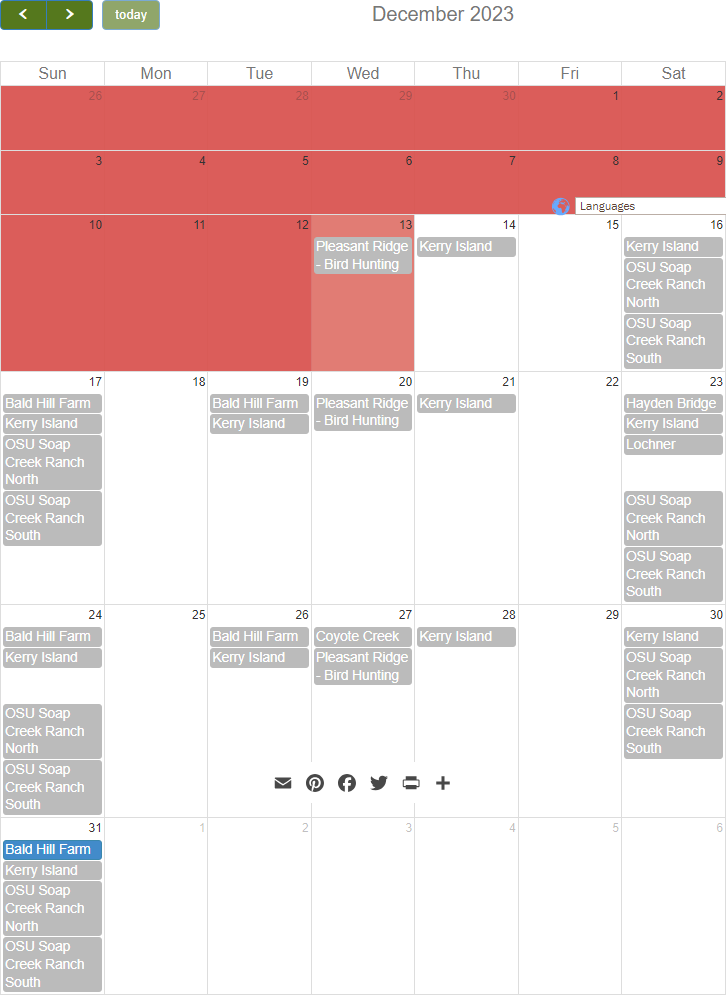 today
December 2023
Sun Mon Tue Wed Thu Fri Sat
26 27 28 29 30 1 2
3 4 5 6 7 8 9
Languages
10 11 12 13 14 15 16
Pleasant Ridge
- Bird Hunting
Kerry Island
Kerry Island
OSU Soap
Creek Ranch
North
OSU Soap
Creek Ranch
South
17 18 19 20 21 22 23
Bald Hill Farm
Kerry Island
OSU Soap
Creek Ranch
North
OSU Soap
Creek Ranch
South
Bald Hill Farm
Kerry Island
Pleasant Ridge
- Bird Hunting
Kerry Island
Hayden Bridge
Kerry Island
Lochner
OSU Soap
Creek Ranch
North
OSU Soap
Creek Ranch
South
24 25 26 27 28 29 30
Bald Hill Farm
Kerry Island
OSU Soap
Creek Ranch
North
OSU Soap
Creek Ranch
South
Bald Hill Farm
Kerry Island
Coyote Creek
Pleasant Ridge
- Bird Hunting
Kerry Island
Kerry Island
OSU Soap
Creek Ranch
North
OSU Soap
Creek Ranch
South
31 1 2 3 4 5 6
Bald Hill Farm
Kerry Island
OSU Soap
Creek Ranch
North
OSU Soap
Creek Ranch
South